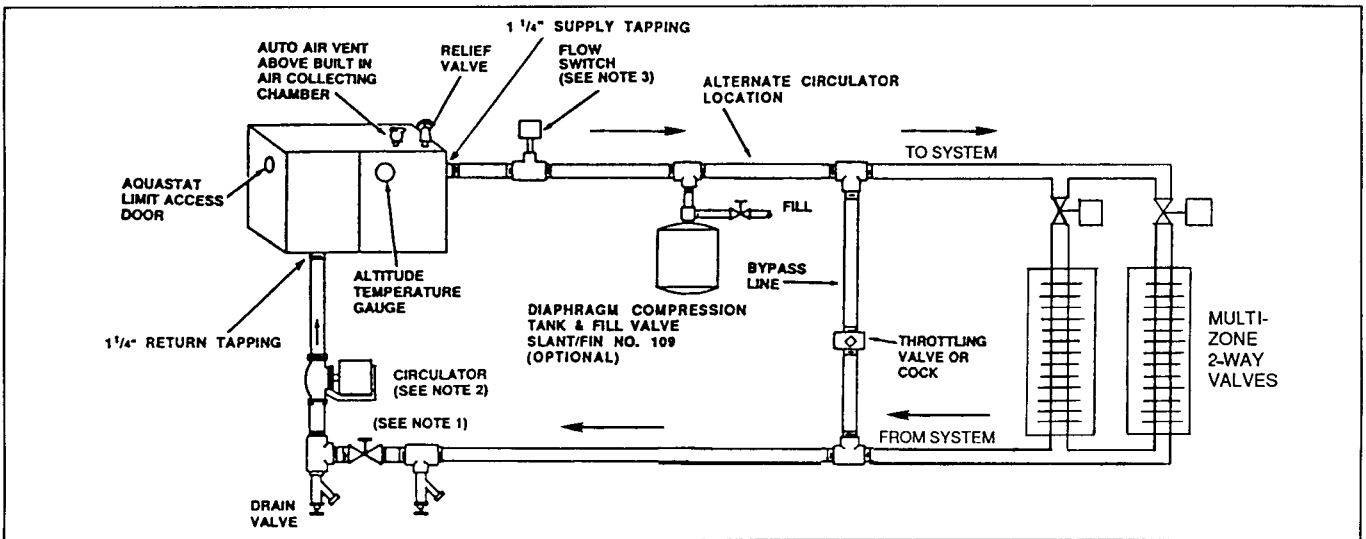 1 1/4" SUPPLY TAPPING
AUTO AIR VENT
ABOVE BUILT IN
AIR COLLECTING
CHAMBER
RELIEF
VALVE
FLOW
SWITCH
(SEE NOTE 3)
ALTERNATE CIRCULATOR
LOCATION
TO SYSTEM
AQUASTAT
LIMIT ACCESS
DOOR
FILL
ALTITUDE
TEMPERATURE
GAUGE
BYPASS
LINE
DIAPHRAGM COMPRESSION
TANK & FILL VALVE
SLANT/FIN NO. 109
(OPTIONAL)
MULTI-
ZONE
2-WAY
VALVES
1 1/4" RETURN TAPPING
THROTTLING
VALVE OR
COCK
CIRCULATOR
(SEE NOTE 2)
(SEE NOTE 1)
FROM SYSTEM
DRAIN
VALVE